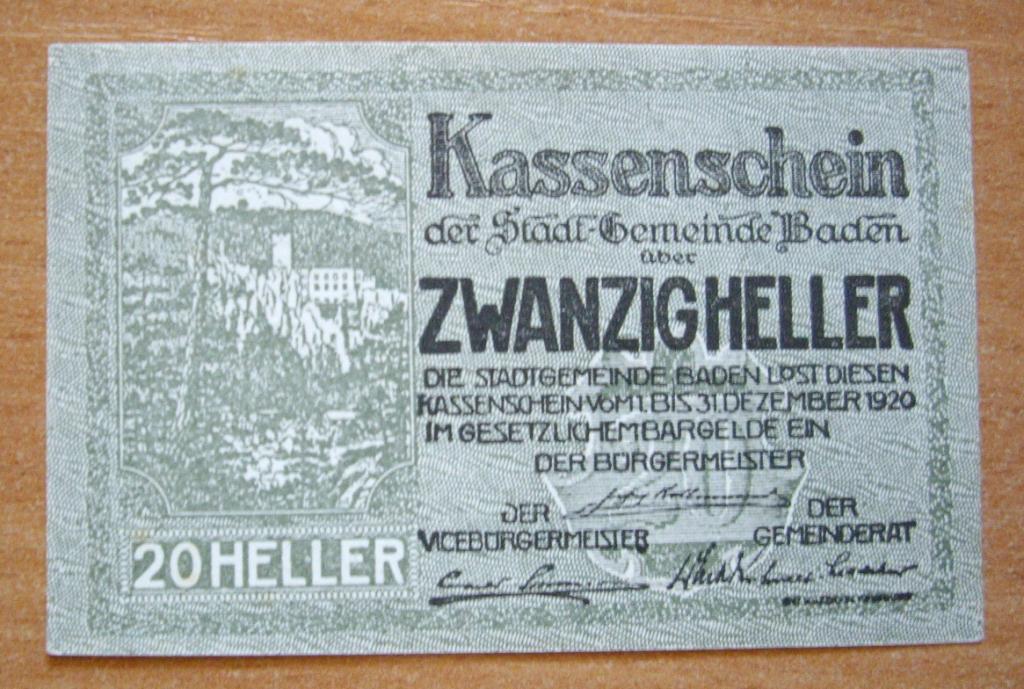 Kassenschein
der Stadt-Gemeinde Baden
über
ZWANZIG HELLER
DIE STADTGEMEINDE BADEN LÖST DIESEN
KASSENSCHEIN VOM 1. BIS 31. DEZEMBER 1920
IM GESETZLICHEM BARGELDE EIN
DER BÜRGERMEISTER
DER
VICEBÜRGERMEISTER
DER
GEMEINDERAT
20 HELLER